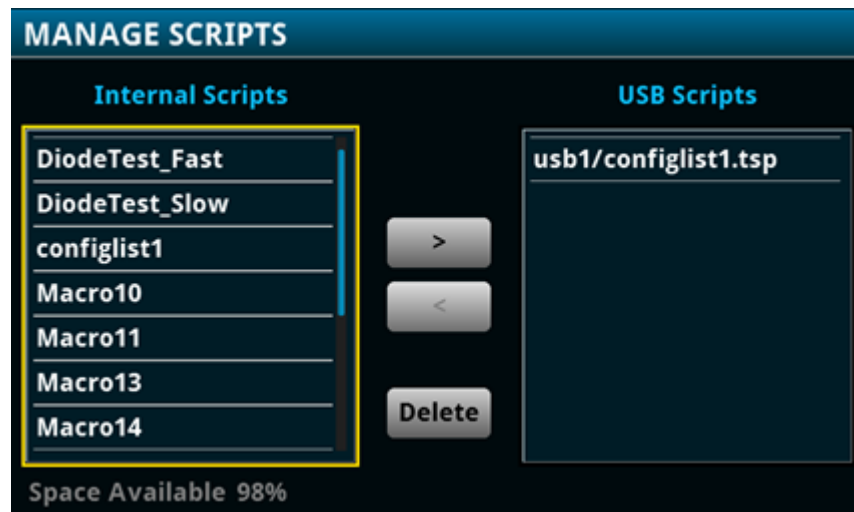 MANAGE SCRIPTS
Internal Scripts
USB Scripts
DiodeTest_Fast
DiodeTest_Slow
configlist1
Macro10
Macro11
Macro13
Macro14
>
<
Delete
usb1/configlist1.tsp
Space Available 98%